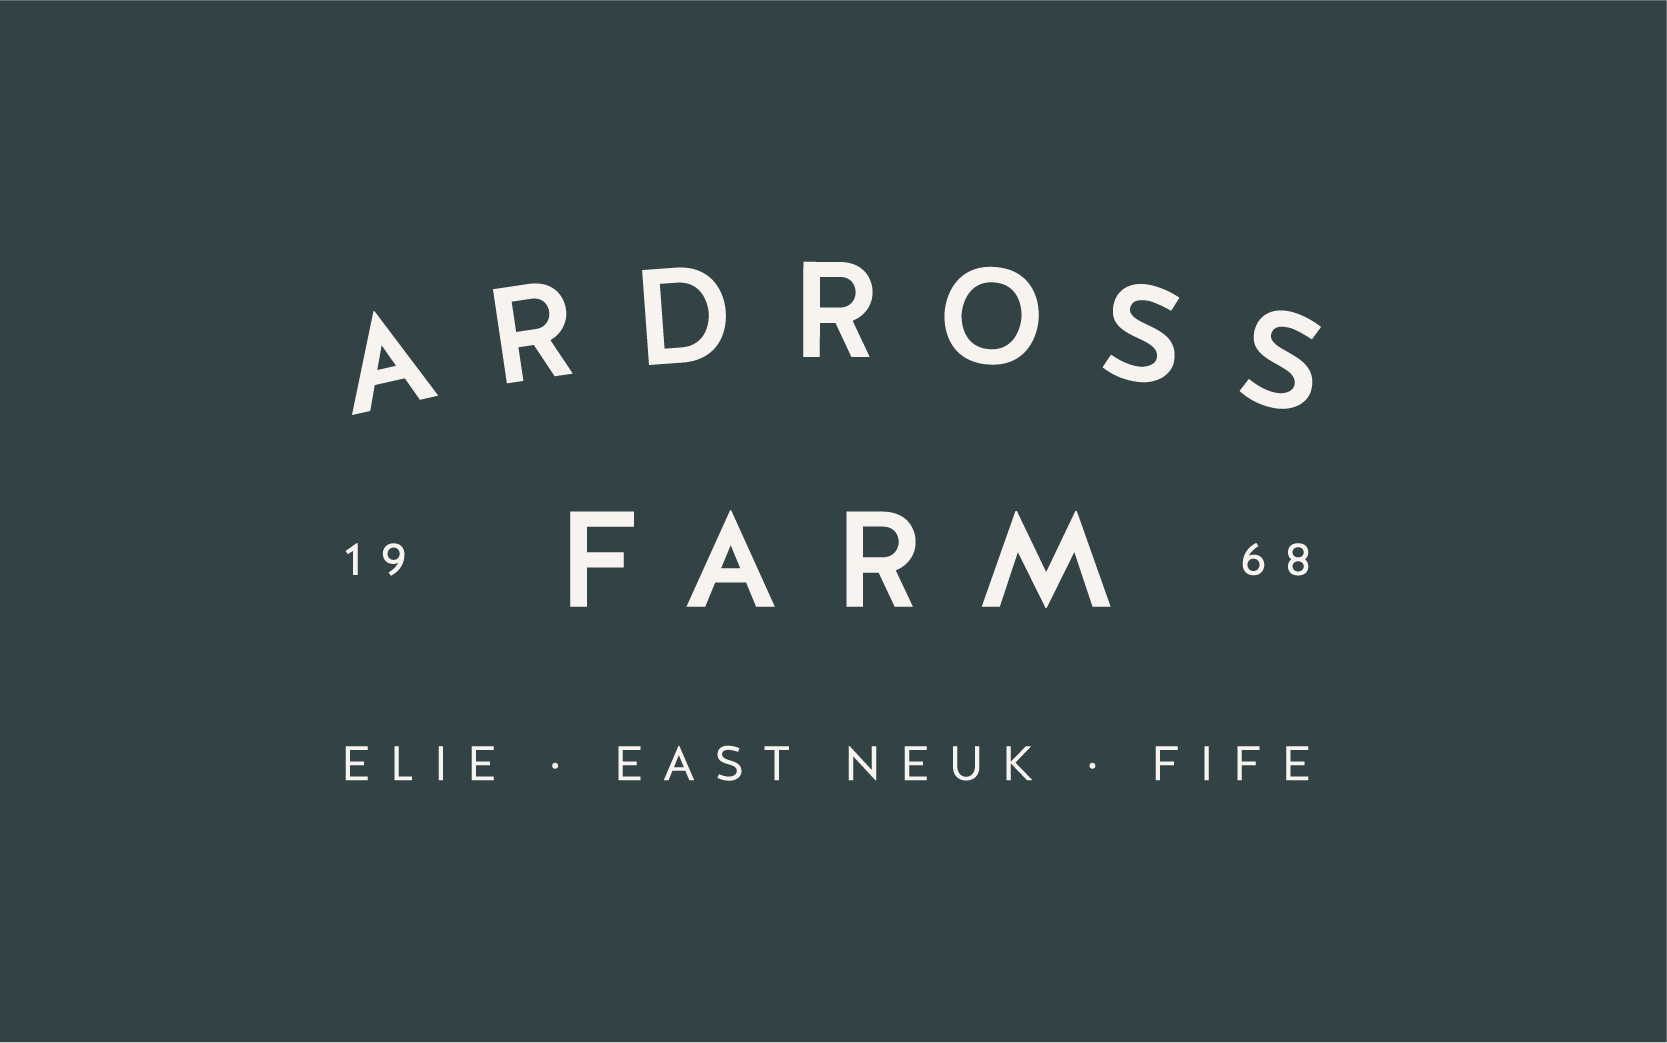 ARDROSS
19 FARM 68
ELIE · EAST NEUK · FIFE